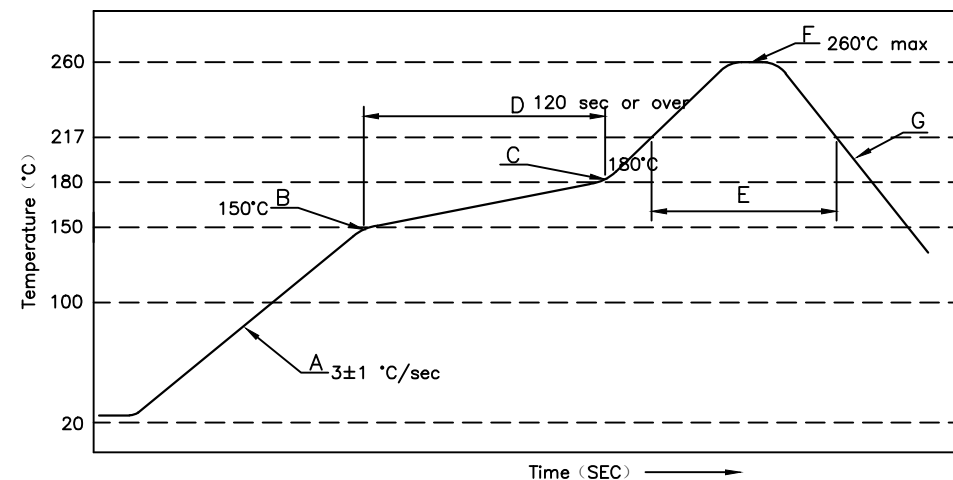 F 260°C max
260
D 120 sec or over
217
G
C
180°C
180
B
150°C
E
150
Temperature (°C)
100
A 3±1 °C/sec
20
Time (SEC)